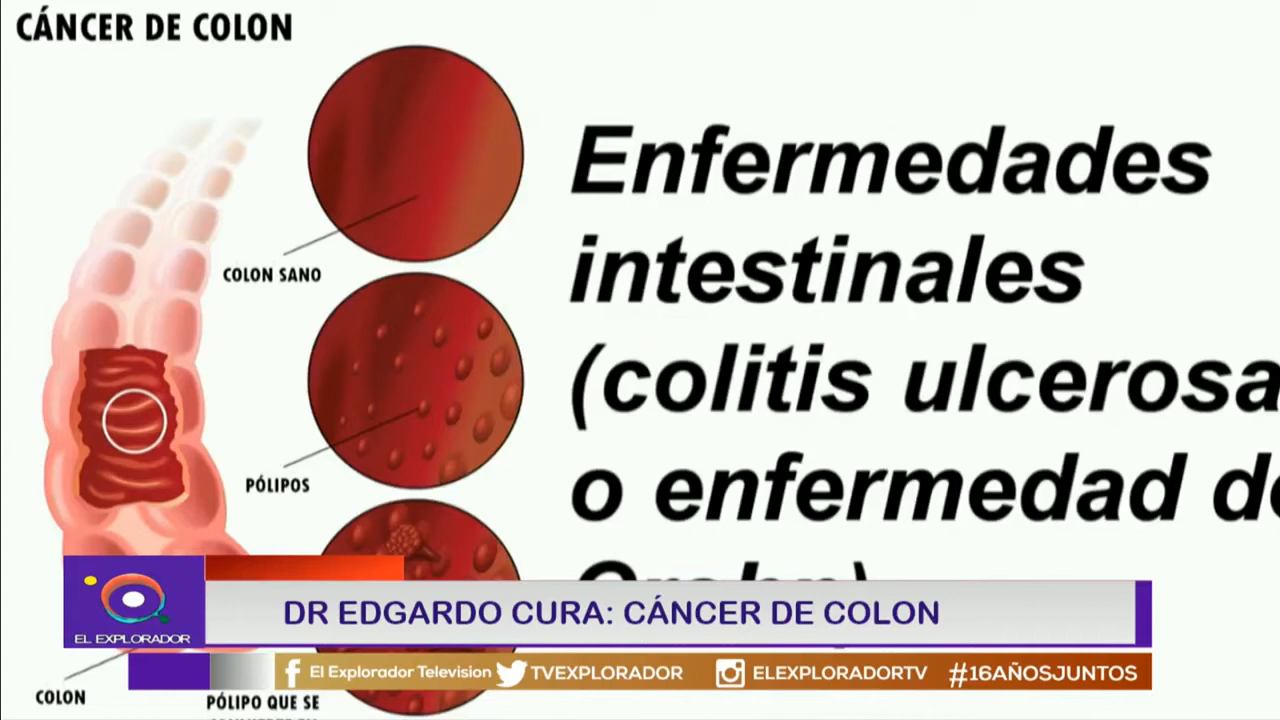 CÁNCER DE COLON
COLON SANO
PÓLIPOS
Enfermedades
intestinales
(colitis ulcerosa
o enfermedad
EL EXPLORADOR
DR EDGARDO CURA: CÁNCER DE COLON
El Explorador Television
TVEXPLORADOR
ELEXPLORADORTV
#16AÑOSJUNTOS
COLON
PÓLIPO QUE SE